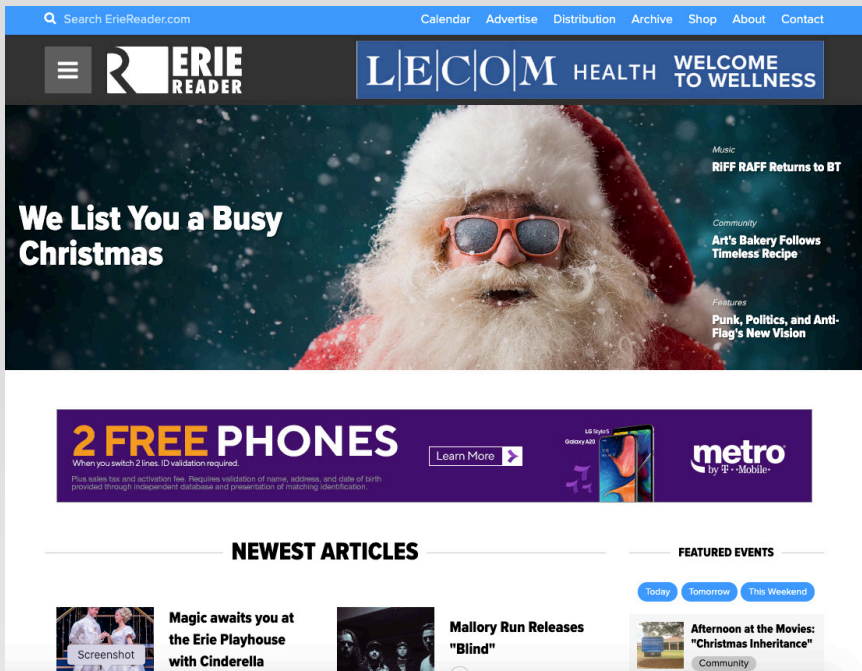 Search ErieReader.com
Calendar Advertise Distribution Archive Shop About Contact
ERIE
READER
L|E|C|O|M HEALTH WELCOME
TO WELLNESS
We List You a Busy
Christmas
Music
RiFF RAFF Returns to BT
Community
Art's Bakery Follows
Timeless Recipe
Features
Punk, Politics, and Anti-
Flag's New Vision
2 FREE PHONES
When you switch 2 lines. ID validation required.
Plus sales tax and activation fee. Requires validation of name, address, and date of birth
provided through independent database and presentation of matching identification.
Learn More
LG Stylo 5
Galaxy A20
metro
by T-Mobile
NEWEST ARTICLES
FEATURED EVENTS
Today Tomorrow This Weekend
Magic awaits you at
the Erie Playhouse
with Cinderella
Screenshot
Mallory Run Releases
"Blind"
Afternoon at the Movies:
"Christmas Inheritance"
Community